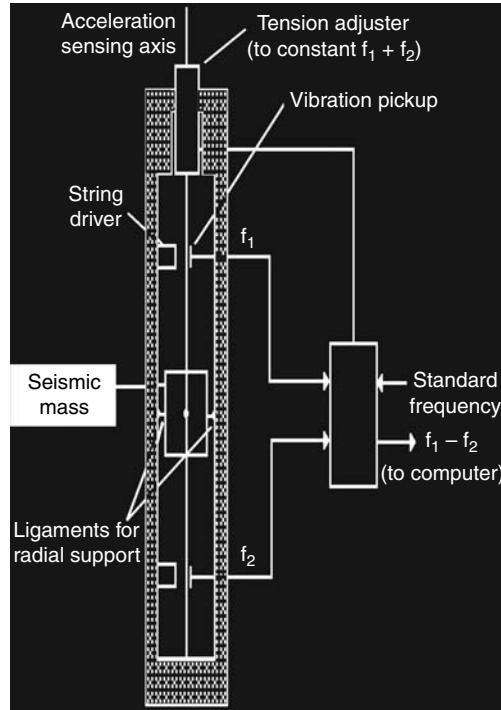 Acceleration
sensing axis
Tension adjuster
(to constant f₁ + f₂)
Vibration pickup
String
driver
f₁
Seismic
mass
Standard
frequency
f₁ – f₂
(to computer)
Ligaments for
radial support
f₂